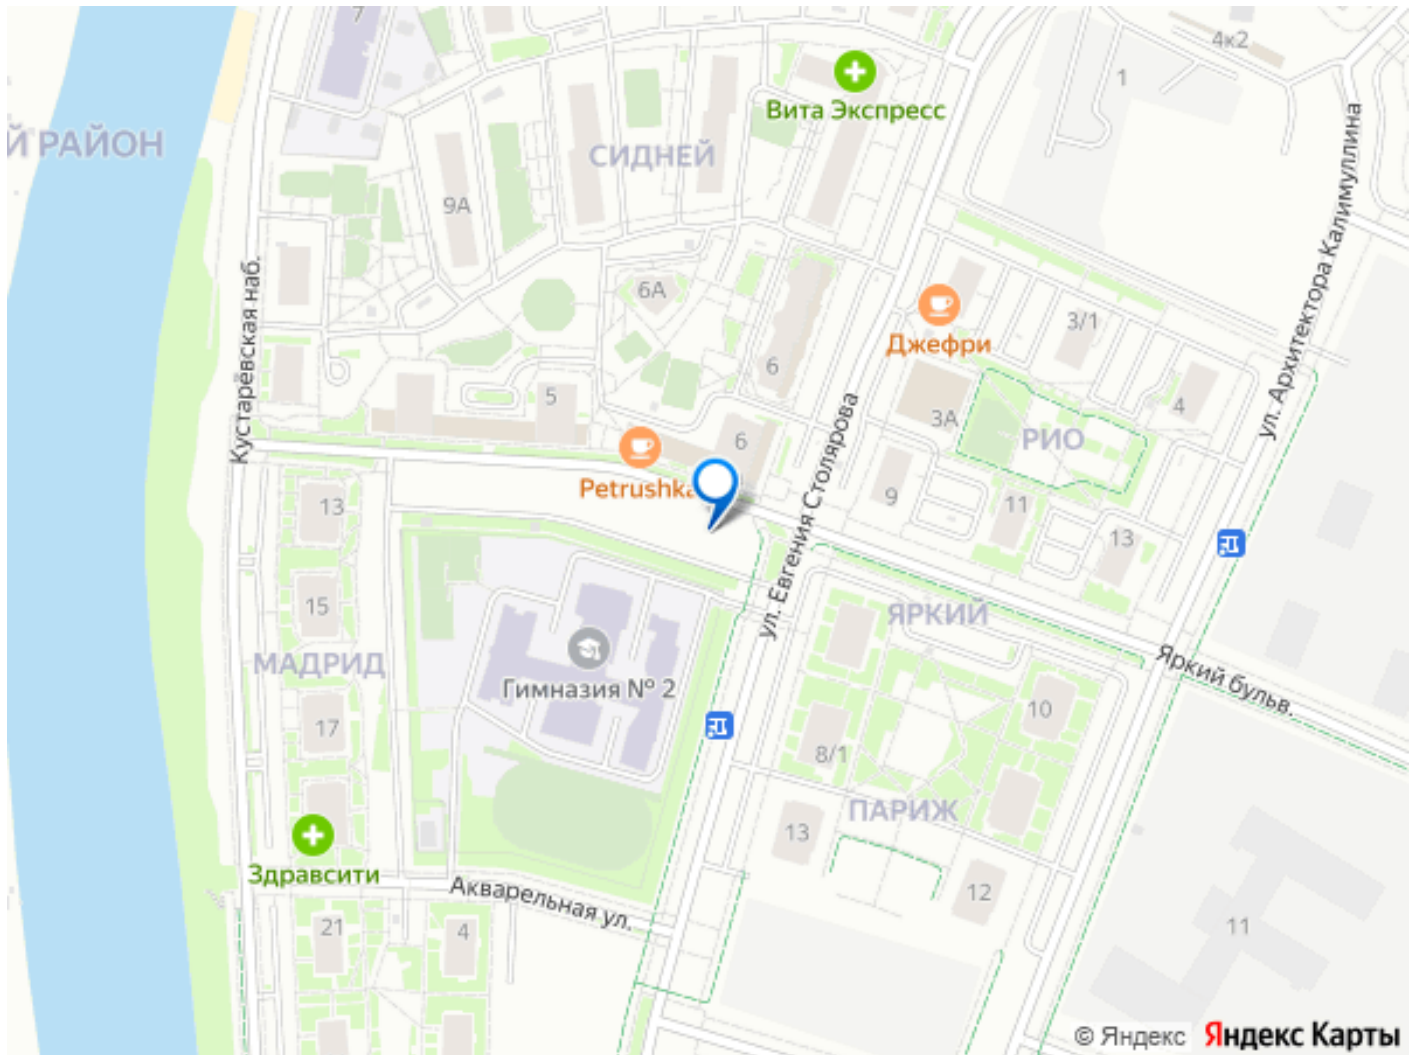 7
4к2
1
Вита Экспресс
Й РАЙОН
СИДНЕЙ
9А
ул. Архитектора Калимуллина
Кустарёвская наб.
6А
Джефри
3/1
6
5
4
3А
РИО
6
ул. Евгения Столярова
Petrushka
9
11
13
13
15
ЯРКИЙ
МАДРИД
Яркий бульв.
Гимназия № 2
10
17
8/1
ПАРИЖ
13
Здравсити
Акварельная ул.
12
21
4
11
© Яндекс Яндекс Карты